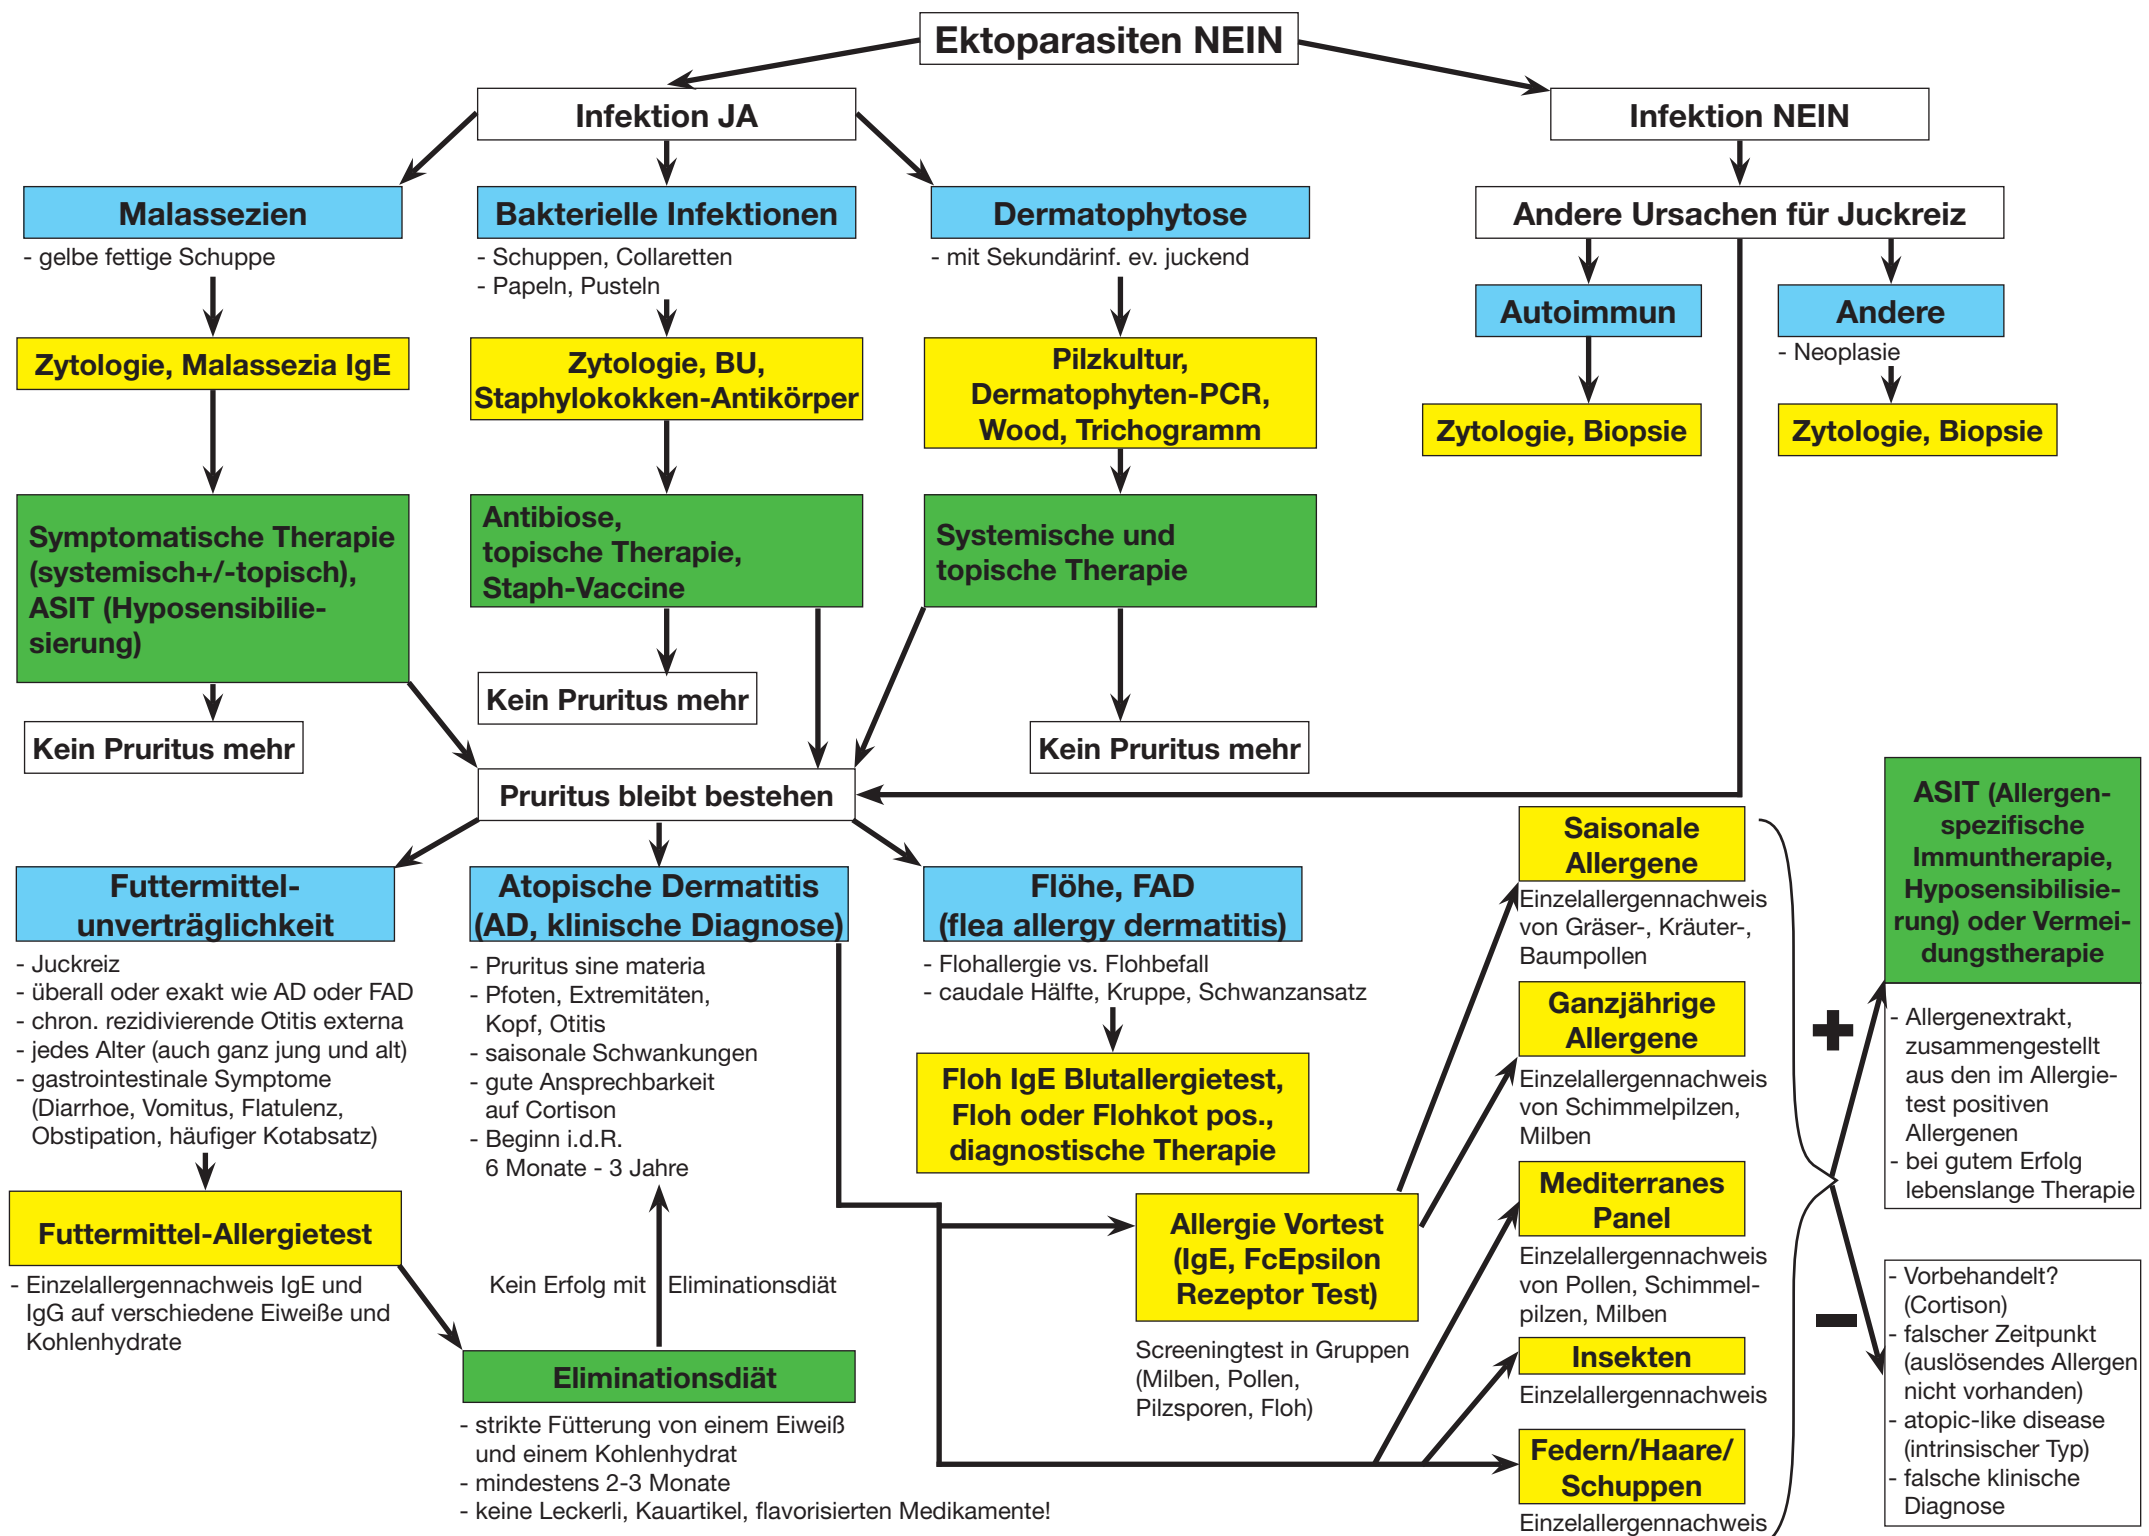 Ektoparasiten NEIN
Infektion JA
Infektion NEIN
Malassezien
- gelbe fettige Schuppe
Bakterielle Infektionen
- Schuppen, Collaretten
- Papeln, Pusteln
Dermatophytose
- mit Sekundärinf. ev. juckend
Andere Ursachen für Juckreiz
Autoimmun
Andere
- Neoplasie
Zytologie, Malassezia IgE
Zytologie, BU,
Staphylokokken-Antikörper
Pilzkultur,
Dermatophyten-PCR,
Wood, Trichogramm
Zytologie, Biopsie
Zytologie, Biopsie
Symptomatische Therapie
(systemisch+/-topisch),
ASIT (Hyposensibilie-
sierung)
Antibiose,
topische Therapie,
Staph-Vaccine
Systemische und
topische Therapie
Kein Pruritus mehr
Kein Pruritus mehr
Kein Pruritus mehr
Pruritus bleibt bestehen
Futtermittel-
unverträglichkeit
- Juckreiz
- überall oder exakt wie AD oder FAD
- chron. rezidivierende Otitis externa
- jedes Alter (auch ganz jung und alt)
- gastrointestinale Symptome
(Diarrhoe, Vomitus, Flatulenz,
Obstipation, häufiger Kotabsatz)
Futtermittel-Allergietest
- Einzelallergennachweis IgE und
IgG auf verschiedene Eiweiße und
Kohlenhydrate
Atopische Dermatitis
(AD, klinische Diagnose)
- Pruritus sine materia
- Pfoten, Extremitäten,
Kopf, Otitis
- saisonale Schwankungen
- gute Ansprechbarkeit
auf Cortison
- Beginn i.d.R.
6 Monate - 3 Jahre
Kein Erfolg mit Eliminationsdiät
Eliminationsdiät
- strikte Fütterung von einem Eiweiß
und einem Kohlenhydrat
- mindestens 2-3 Monate
- keine Leckerli, Kauartikel, flavorisierten Medikamente!
Flöhe, FAD
(flea allergy dermatitis)
- Flohallergie vs. Flohbefall
- caudale Hälfte, Kruppe, Schwanzansatz
Floh IgE Blutallergietest,
Floh oder Flohkot pos.,
diagnostische Therapie
Allergie Vortest
(IgE, FcEpsilon
Rezeptor Test)
Screeningtest in Gruppen
(Milben, Pollen,
Pilzsporen, Floh)
Saisonale
Allergene
Einzelallergennachweis
von Gräser-, Kräuter-,
Baumpollen
Ganzjährige
Allergene
Einzelallergennachweis
von Schimmelpilzen,
Milben
Mediterranes
Panel
Einzelallergennachweis
von Pollen, Schimmel-
pilzen, Milben
Insekten
Einzelallergennachweis
Federn/Haare/
Schuppen
Einzelallergennachweis
+
ASIT (Allergen-
spezifische
Immuntherapie,
Hyposensibilisie-
rung) oder Vermei-
dungstherapie
- Allergenextrakt,
zusammengestellt
aus den im Allergie-
test positiven
Allergenen
- bei gutem Erfolg
lebenslange Therapie
-
- Vorbehandelt?
(Cortison)
- falscher Zeitpunkt
(auslösendes Allergen
nicht vorhanden)
- atopic-like disease
(intrinsischer Typ)
- falsche klinische
Diagnose